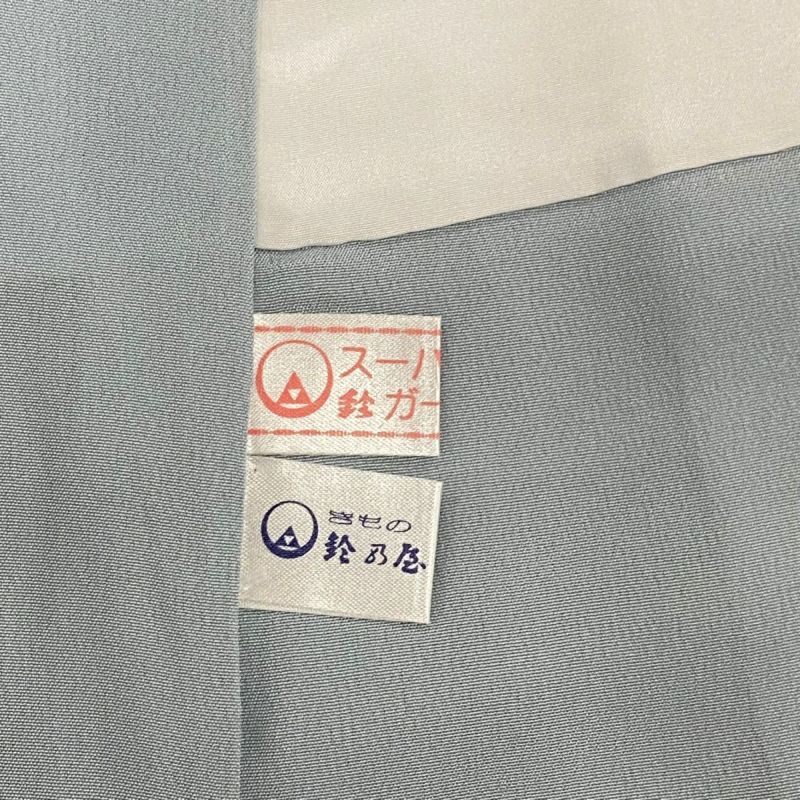 スーパ
鈴ガー
きもの
鈴乃屋